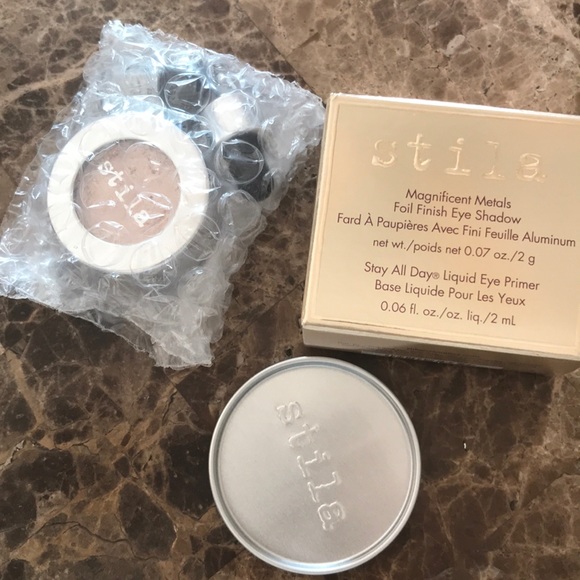 stila
stila
Magnificent Metals
Foil Finish Eye Shadow
Fard À Paupières Avec Fini Feuille Aluminum
net wt./poids net 0.07 oz./2 g
Stay All Day® Liquid Eye Primer
Base Liquide Pour Les Yeux
0.06 fl. oz./oz. liq./2 mL
stila